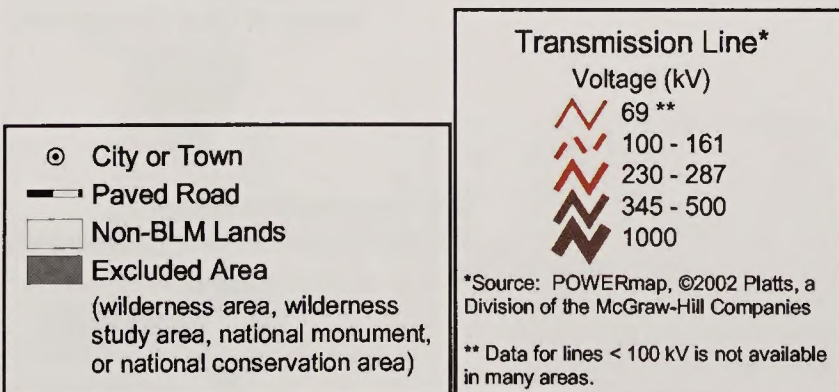 City or Town
Paved Road
Non-BLM Lands
Excluded Area
(wilderness area, wilderness
study area, national monument,
or national conservation area)
Transmission Line*
Voltage (kV)
69 **
100 - 161
230 - 287
345 - 500
1000
*Source: POWERmap, ©2002 Platts, a
Division of the McGraw-Hill Companies
** Data for lines < 100 kV is not available
in many areas.